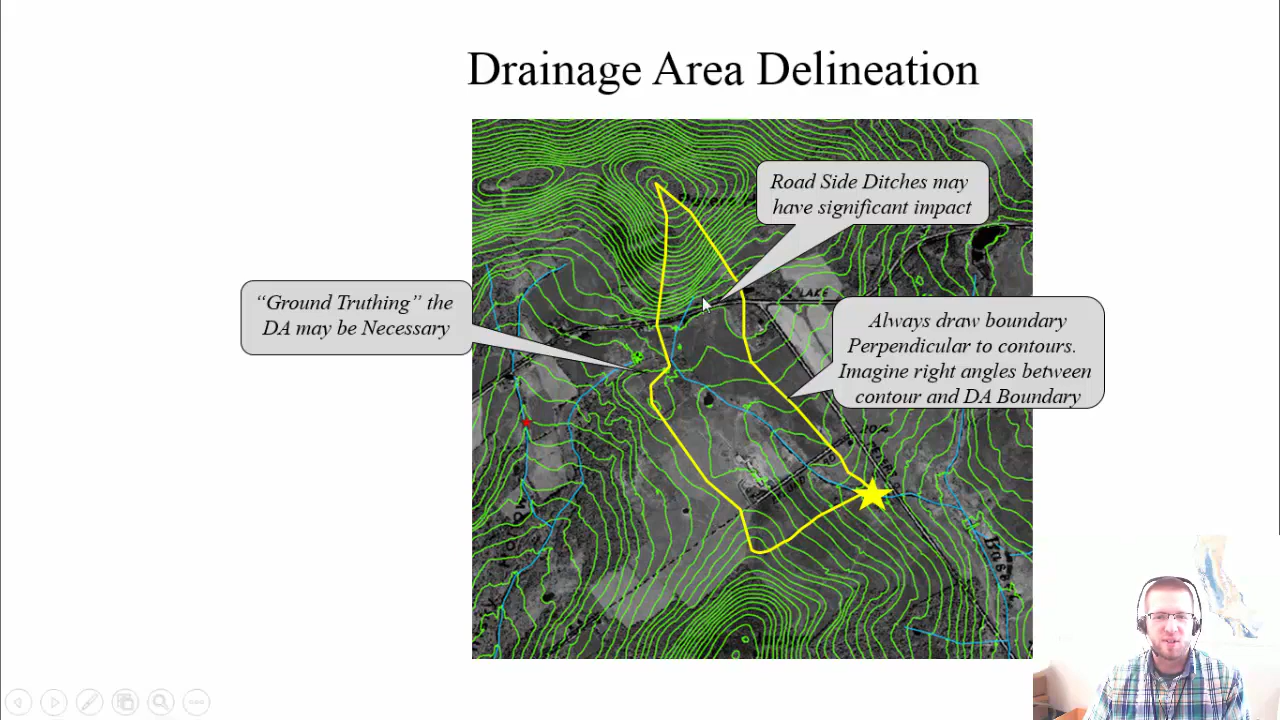 Drainage Area Delineation
Road Side Ditches may
have significant impact
“Ground Truthing” the
DA may be Necessary
LAKE
Always draw boundary
Perpendicular to contours.
Imagine right angles between
contour and DA Boundary